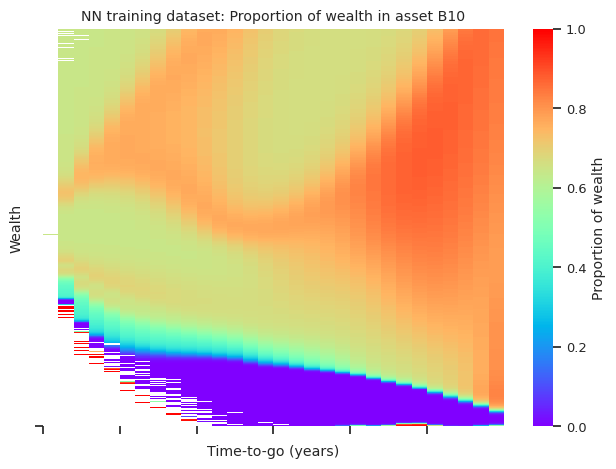 NN training dataset: Proportion of wealth in asset B10
Wealth
Time-to-go (years)
1.0
0.8
0.6
0.4
0.2
0.0
Proportion of wealth